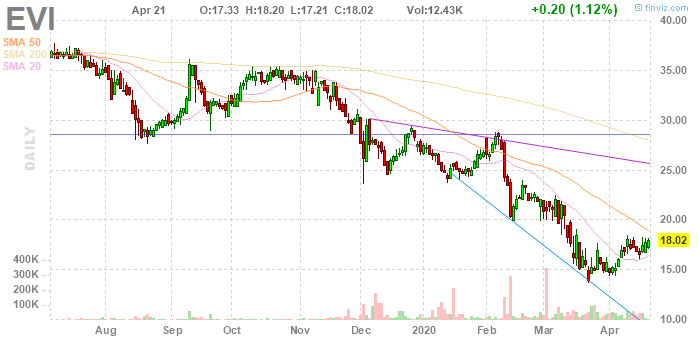 EVI
Apr 21 O:17.33 H:18.20 L:17.21 C:18.02 Vol:12.43K +0.20 (1.12%)
© finviz.com
SMA 50
SMA 200
SMA 20
DAILY
40.00
35.00
30.00
25.00
20.00
18.02
15.00
10.00
400K
300K
200K
100K
Aug Sep Oct Nov Dec 2020 Feb Mar Apr